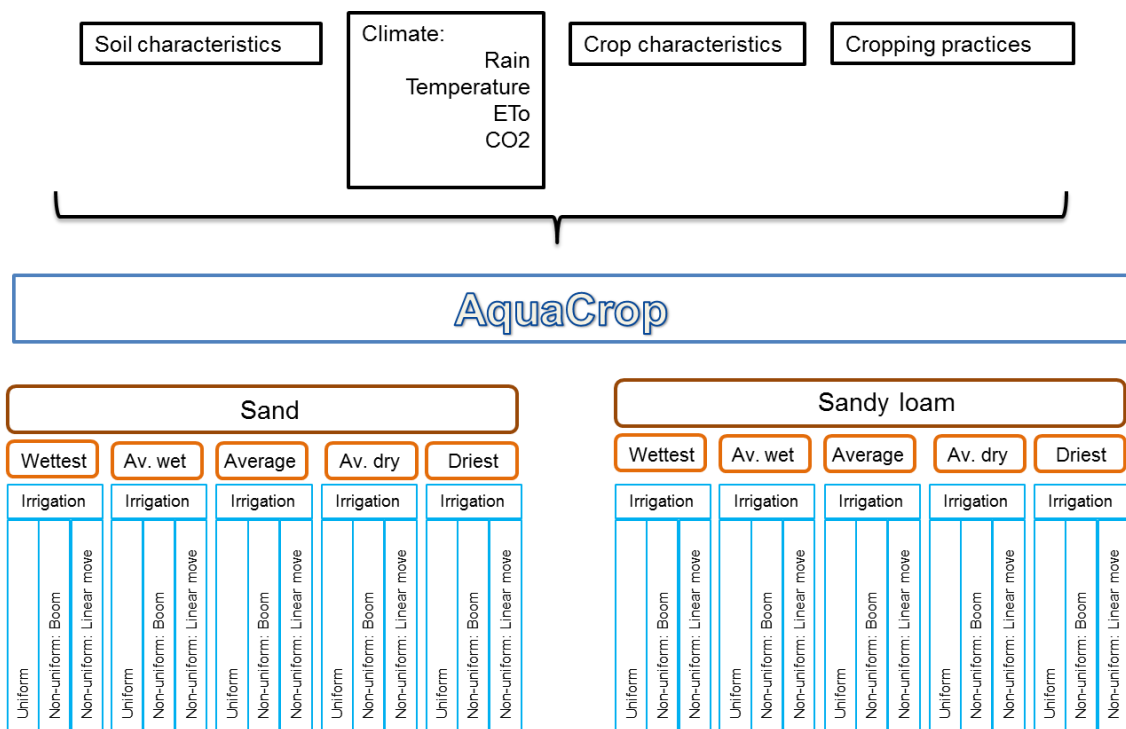 Soil characteristics
Climate:
Rain
Temperature
ETo
CO2
Crop characteristics
Cropping practices
AquaCrop
Sand
Wettest
Av. wet
Average
Av. dry
Driest
Irrigation
Irrigation
Irrigation
Irrigation
Irrigation
Uniform
Non-uniform: Boom
Non-uniform: Linear move
Uniform
Non-uniform: Boom
Non-uniform: Linear move
Uniform
Non-uniform: Boom
Non-uniform: Linear move
Uniform
Non-uniform: Boom
Non-uniform: Linear move
Uniform
Non-uniform: Boom
Non-uniform: Linear move
Sandy loam
Wettest
Av. wet
Average
Av. dry
Driest
Irrigation
Irrigation
Irrigation
Irrigation
Irrigation
Uniform
Non-uniform: Boom
Non-uniform: Linear move
Uniform
Non-uniform: Boom
Non-uniform: Linear move
Uniform
Non-uniform: Boom
Non-uniform: Linear move
Uniform
Non-uniform: Boom
Non-uniform: Linear move
Uniform
Non-uniform: Boom
Non-uniform: Linear move